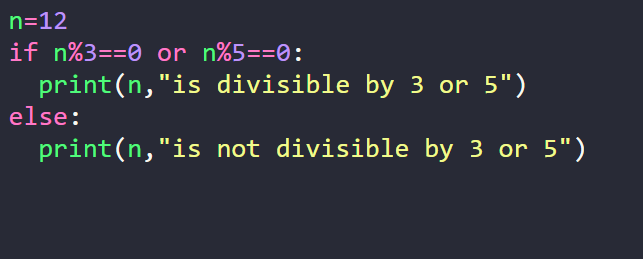 n=12
if n%3==0 or n%5==0:
  print(n,"is divisible by 3 or 5")
else:
  print(n,"is not divisible by 3 or 5")